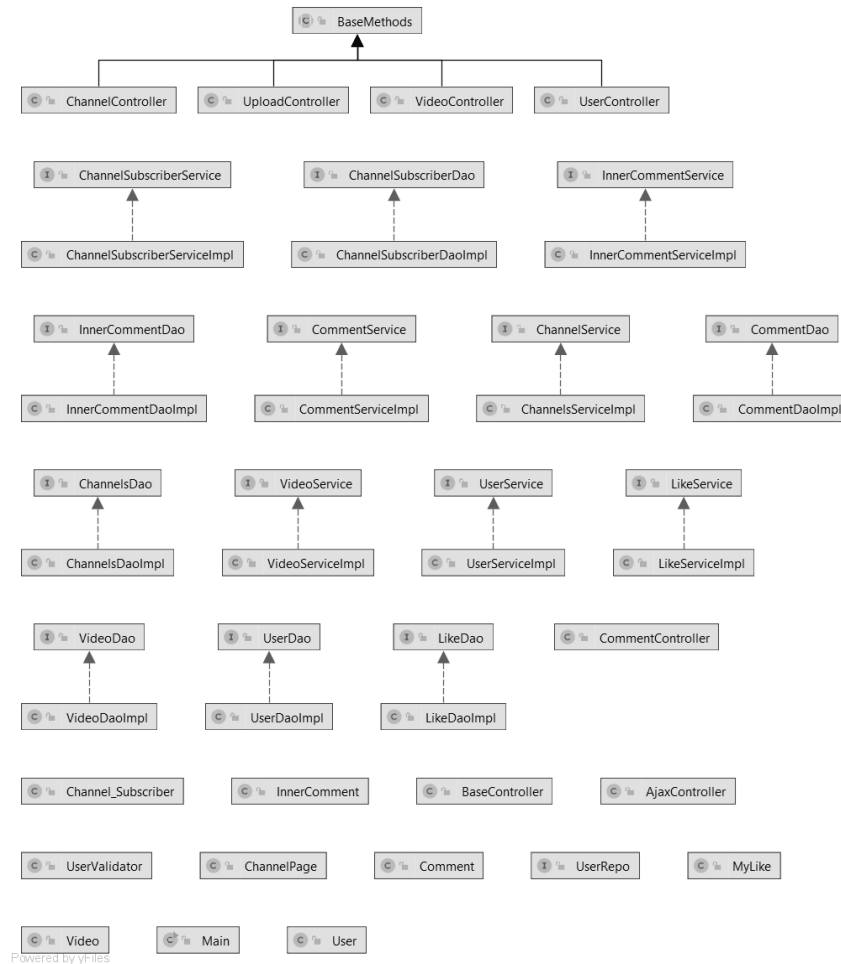 BaseMethods
ChannelController UploadController VideoController UserController
ChannelSubscriberService ChannelSubscriberDao InnerCommentService
ChannelSubscriberServiceImpl ChannelSubscriberDaoImpl InnerCommentServiceImpl
InnerCommentDao CommentService ChannelService CommentDao
InnerCommentDaoImpl CommentServiceImpl ChannelsServiceImpl CommentDaoImpl
ChannelsDao VideoService UserService LikeService
ChannelsDaoImpl VideoServiceImpl UserServiceImpl LikeServiceImpl
VideoDao UserDao LikeDao CommentController
VideoDaoImpl UserDaoImpl LikeDaoImpl
Channel_Subscriber InnerComment BaseController AjaxController
UserValidator ChannelPage Comment UserRepo MyLike
Video Main User
Powered by yFiles